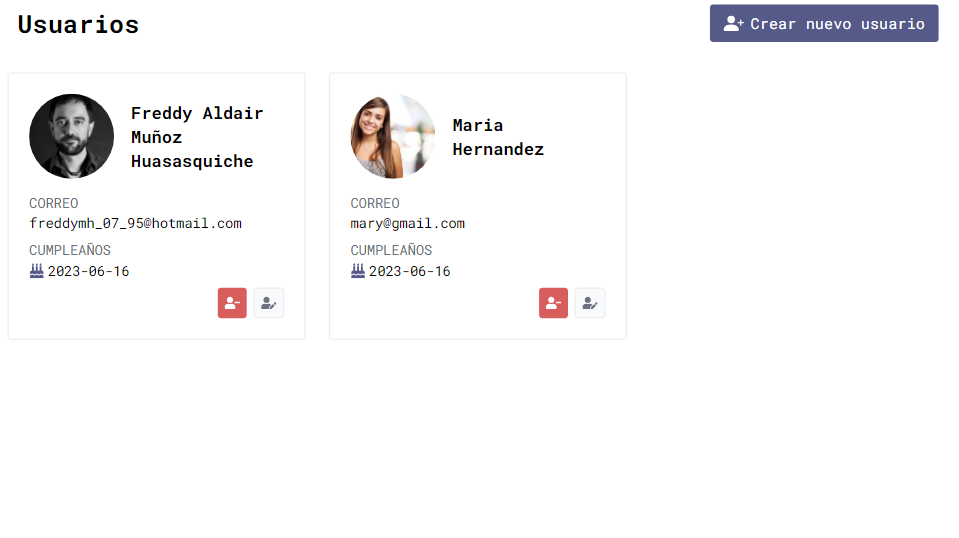 Usuarios
Crear nuevo usuario
Freddy Aldair
Muñoz
Huasasquiche
CORREO
freddymh_07_95@hotmail.com
CUMPLEAÑOS
2023-06-16
Maria
Hernandez
CORREO
mary@gmail.com
CUMPLEAÑOS
2023-06-16